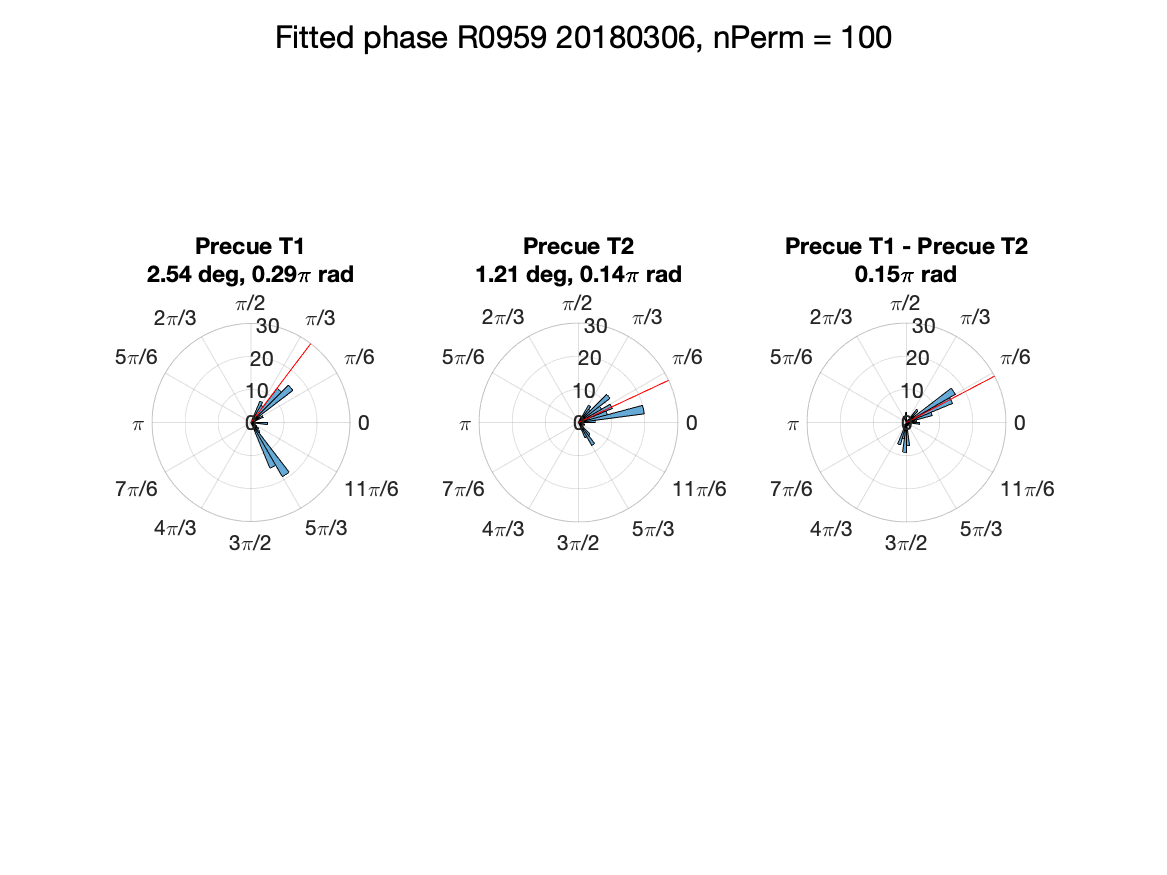 Fitted phase R0959 20180306, nPerm = 100
Precue T1
2.54 deg, 0.29π rad
π/2
2π/3
30
π/3
5π/6
20
π/6
10
π
0
0
7π/6
11π/6
4π/3
5π/3
3π/2
Precue T2
1.21 deg, 0.14π rad
π/2
2π/3
30
π/3
5π/6
20
π/6
10
π
0
0
7π/6
11π/6
4π/3
5π/3
3π/2
Precue T1 - Precue T2
0.15π rad
π/2
2π/3
30
π/3
5π/6
20
π/6
10
π
0
0
7π/6
11π/6
4π/3
5π/3
3π/2